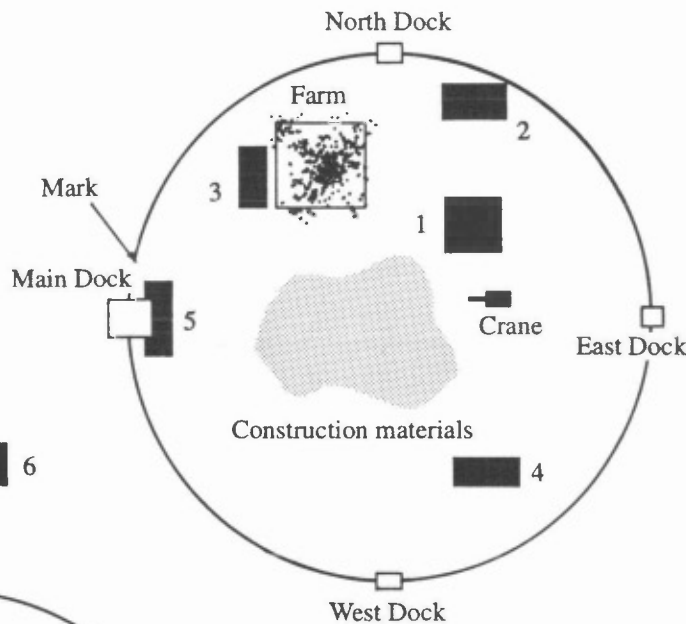 North Dock
Farm
2
3
Mark
1
Main Dock
5
Crane
East Dock
Construction materials
6
4
West Dock